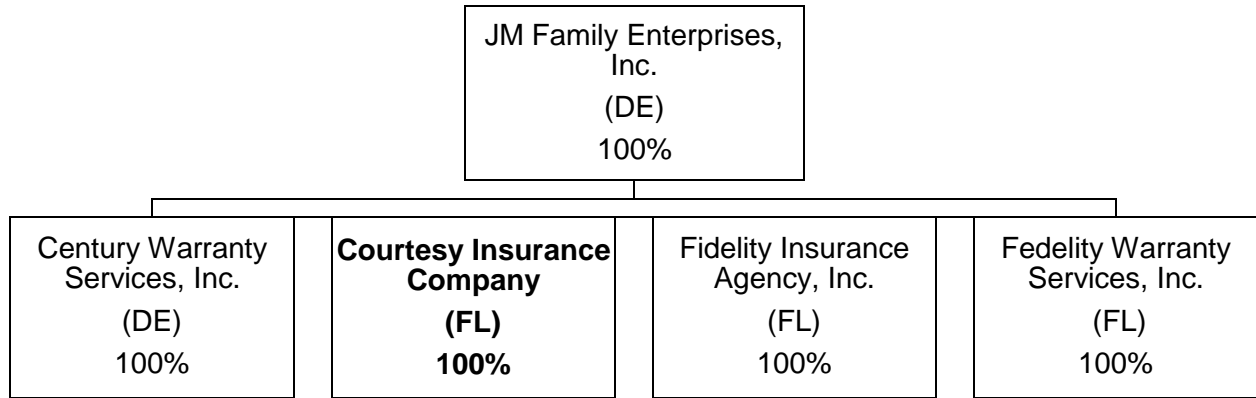 JM Family Enterprises,
Inc.
(DE)
100%
Century Warranty
Services, Inc.
(DE)
100%
Courtesy Insurance
Company
(FL)
100%
Fidelity Insurance
Agency, Inc.
(FL)
100%
Fedelity Warranty
Services, Inc.
(FL)
100%